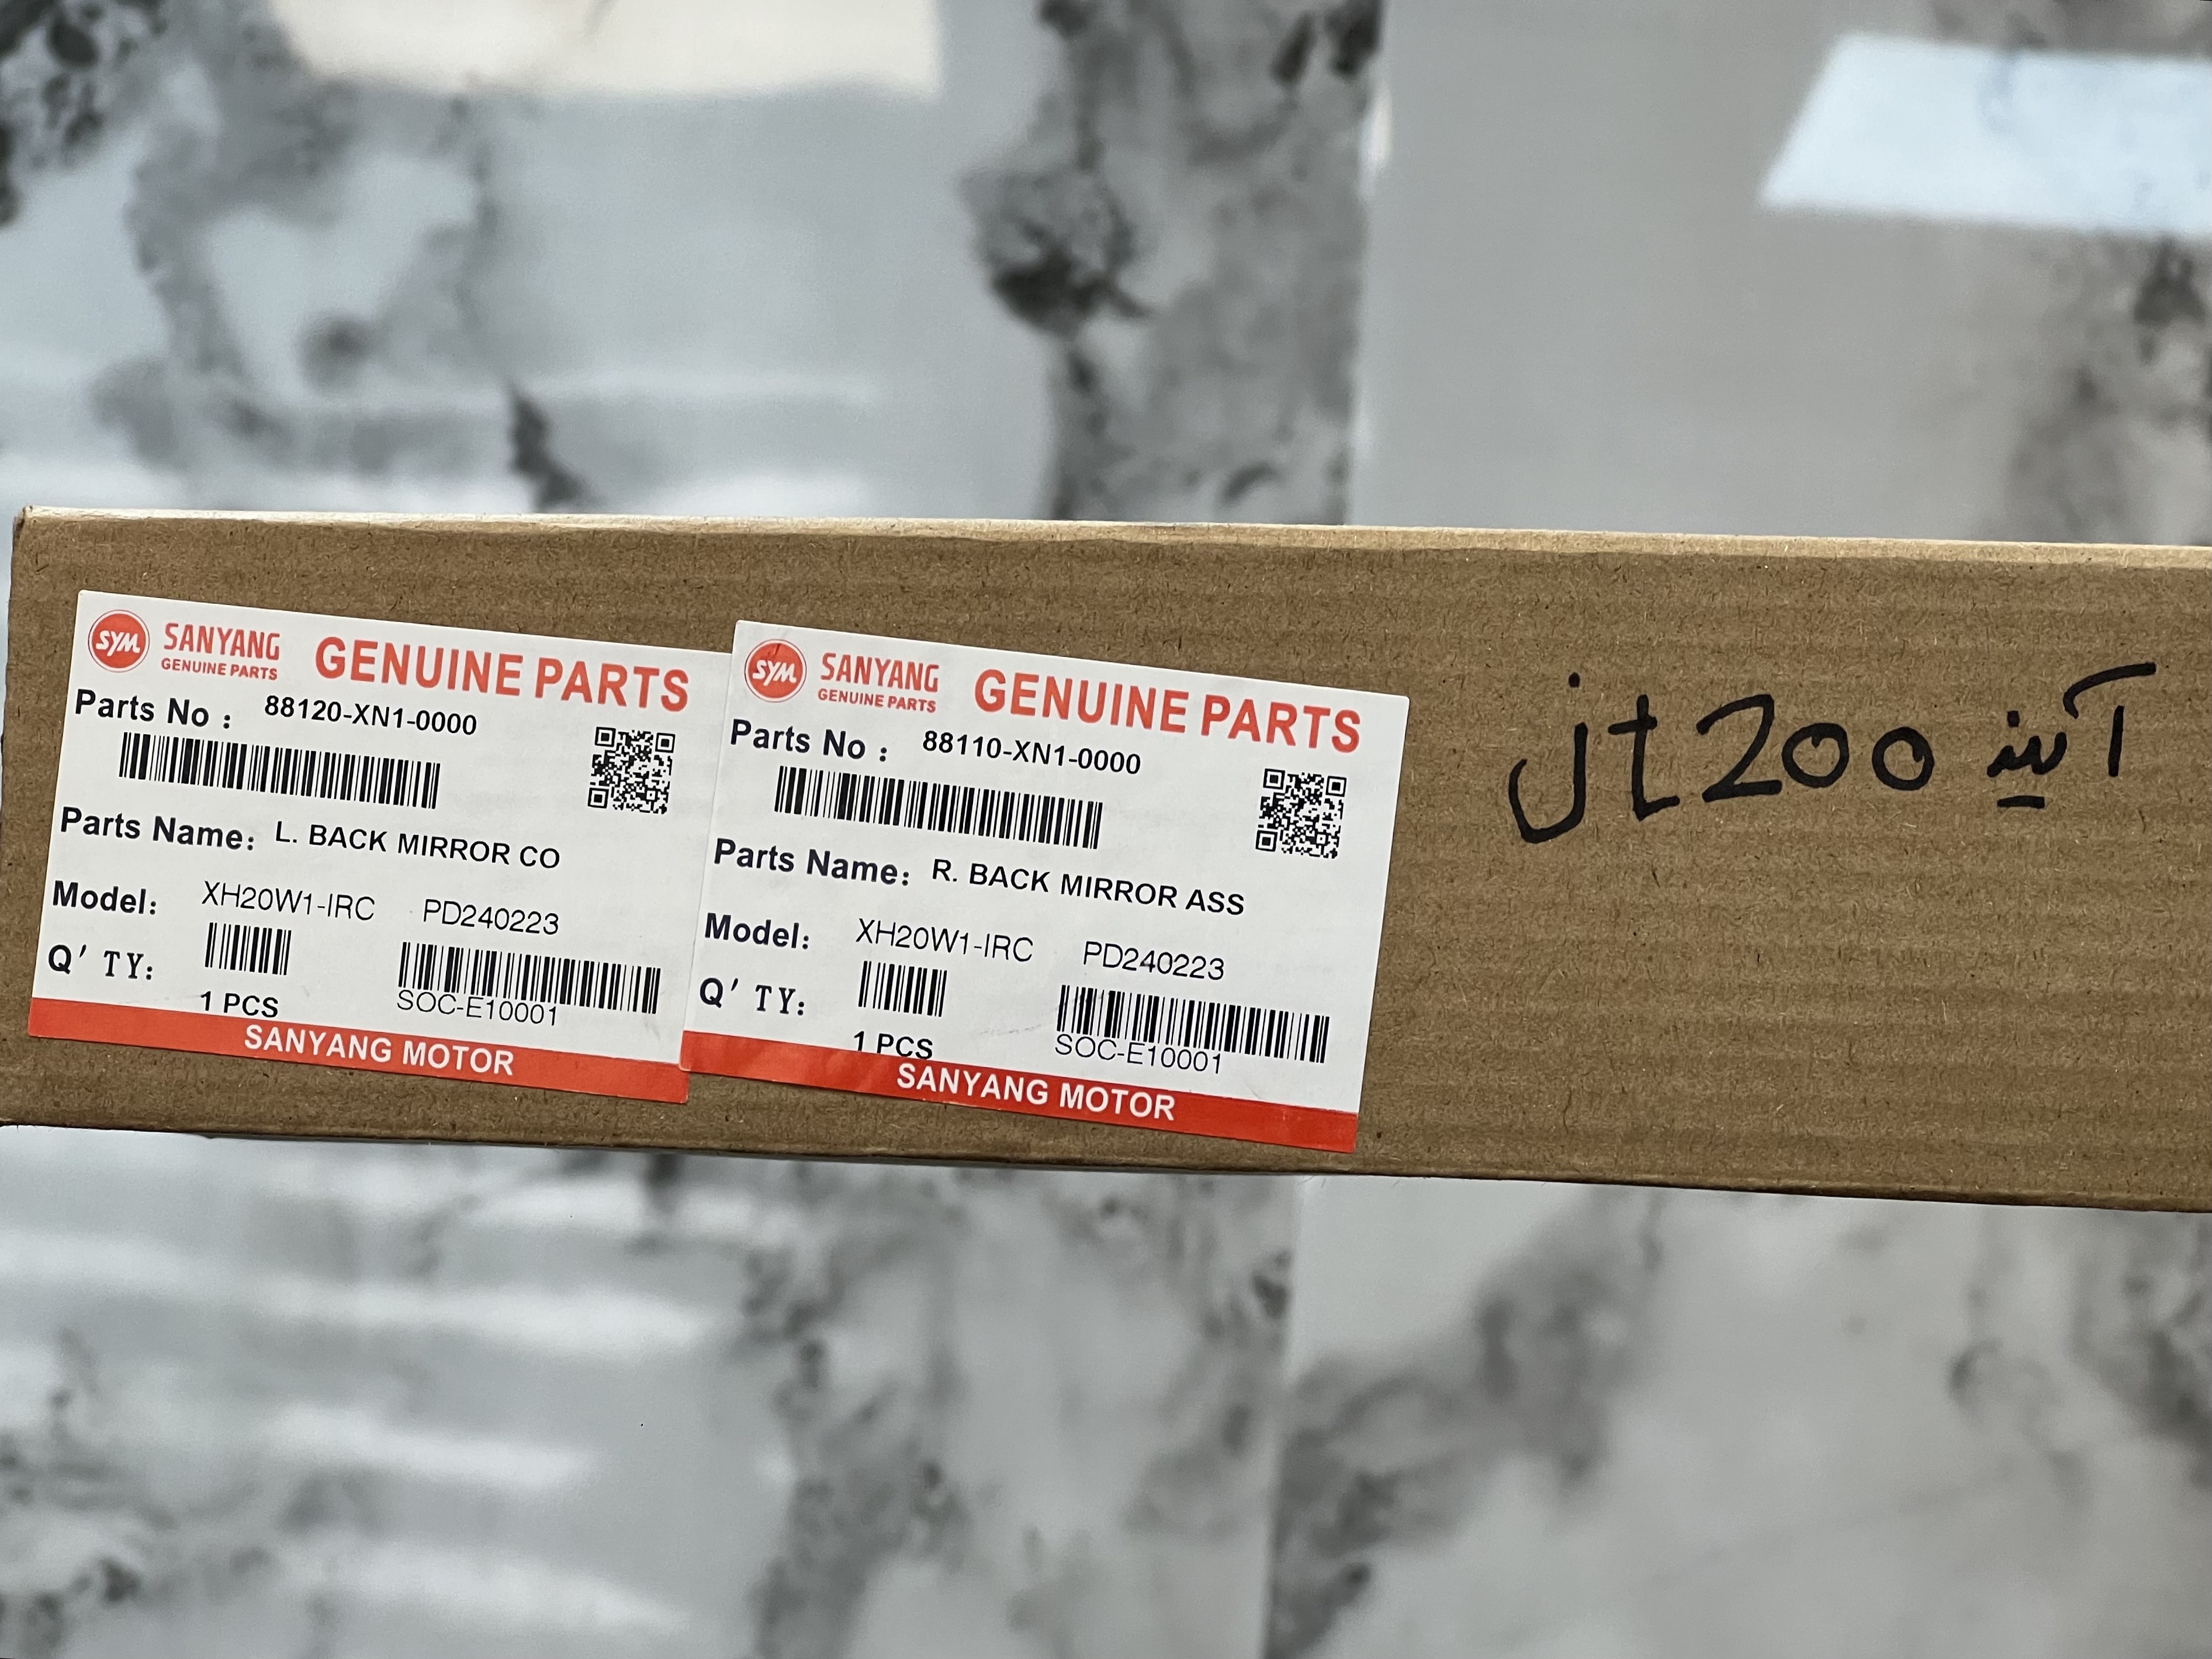 SYM SANYANG GENUINE PARTS
GENUINE PARTS
Parts No : 88120-XN1-0000
Parts Name: L. BACK MIRROR CO
Model: XH20W1-IRC PD240223
Q' TY: 1 PCS
SOC-E10001
SANYANG MOTOR
SYM SANYANG GENUINE PARTS
GENUINE PARTS
Parts No : 88110-XN1-0000
Parts Name: R. BACK MIRROR ASS
Model: XH20W1-IRC PD240223
Q' TY: 1 PCS
SOC-E10001
SANYANG MOTOR
آینه jt200